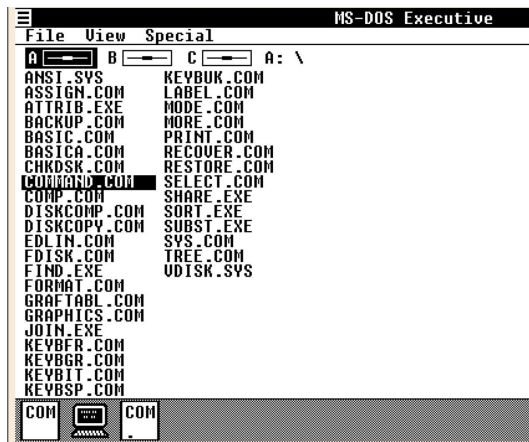 MS-DOS Executive
File View Special
A B C A: \
ANSI.SYS KEYBUK.COM
ASSIGN.COM LABEL.COM
ATTRIB.EXE MODE.COM
BACKUP.COM MORE.COM
BASIC.COM PRINT.COM
BASICA.COM RECOVER.COM
CHKDSK.COM RESTORE.COM
COMMAND.COM SELECT.COM
COMP.COM SHARE.EXE
DISKCOMP.COM SORT.EXE
DISKCOPY.COM SUBST.EXE
EDLIN.COM SYS.COM
FDISK.COM TREE.COM
FIND.EXE VDISK.SYS
FORMAT.COM
GRAFTABL.COM
GRAPHICS.COM
JOIN.EXE
KEYBFR.COM
KEYBGR.COM
KEYBIT.COM
KEYBSP.COM
COM COM
.